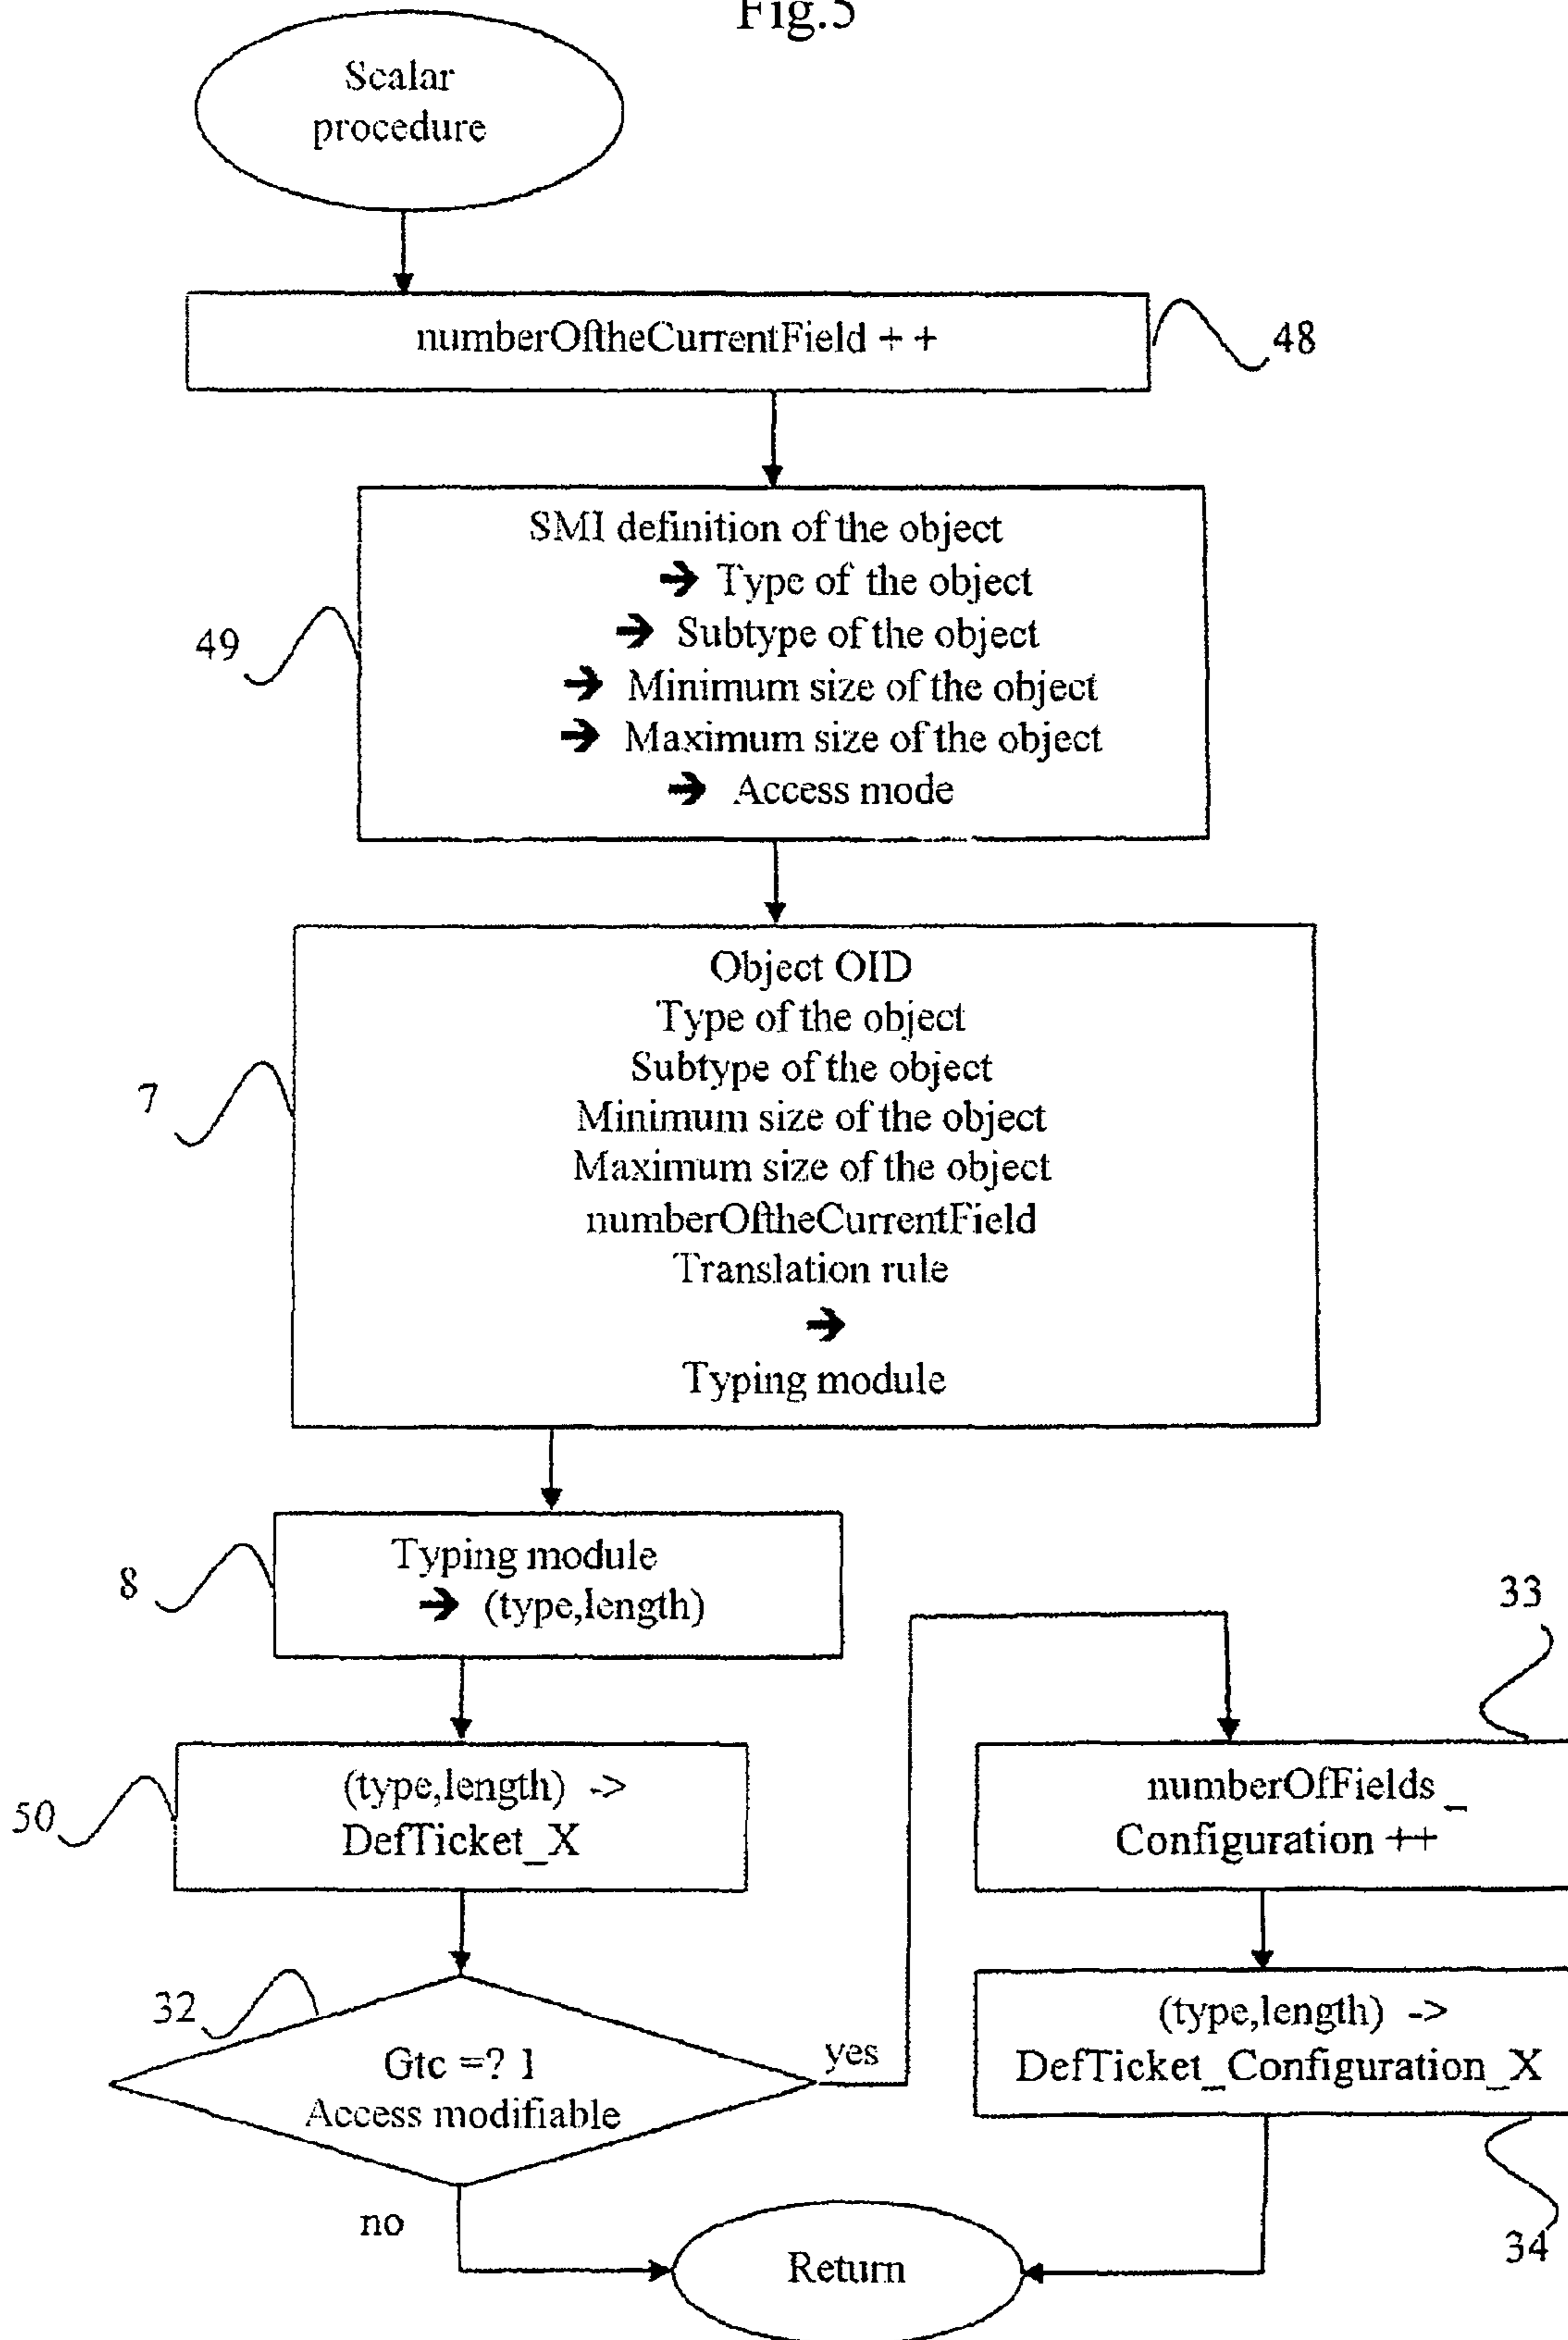 Fig.5
Scalar
procedure
numberOftheCurrentField + +
48
SMI definition of the object
➔ Type of the object
➔ Subtype of the object
➔ Minimum size of the object
➔ Maximum size of the object
➔ Access mode
49
Object OID
Type of the object
Subtype of the object
Minimum size of the object
Maximum size of the object
numberOftheCurrentField
Translation rule
➔
Typing module
7
Typing module
➔ (type,length)
8
33
(type,length) ->
DefTicket_X
50
numberOfFields_
Configuration ++
32
Gtc =? 1
Access modifiable
yes
(type,length) ->
DefTicket_Configuration_X
no
Return
34